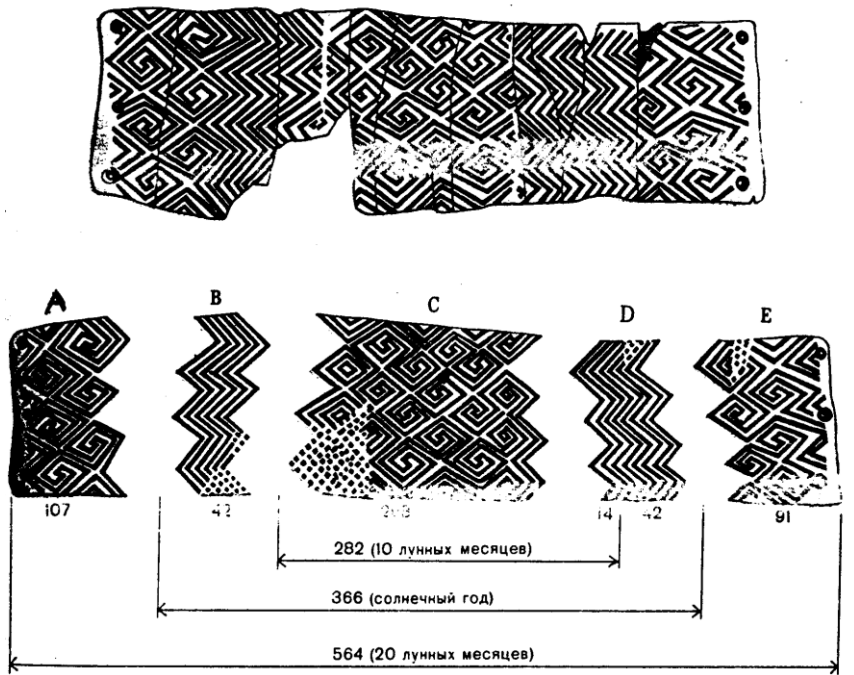 A B C D E
107 42 14 42 91
282 (10 лунных месяцев)
366 (солнечный год)
564 (20 лунных месяцев)